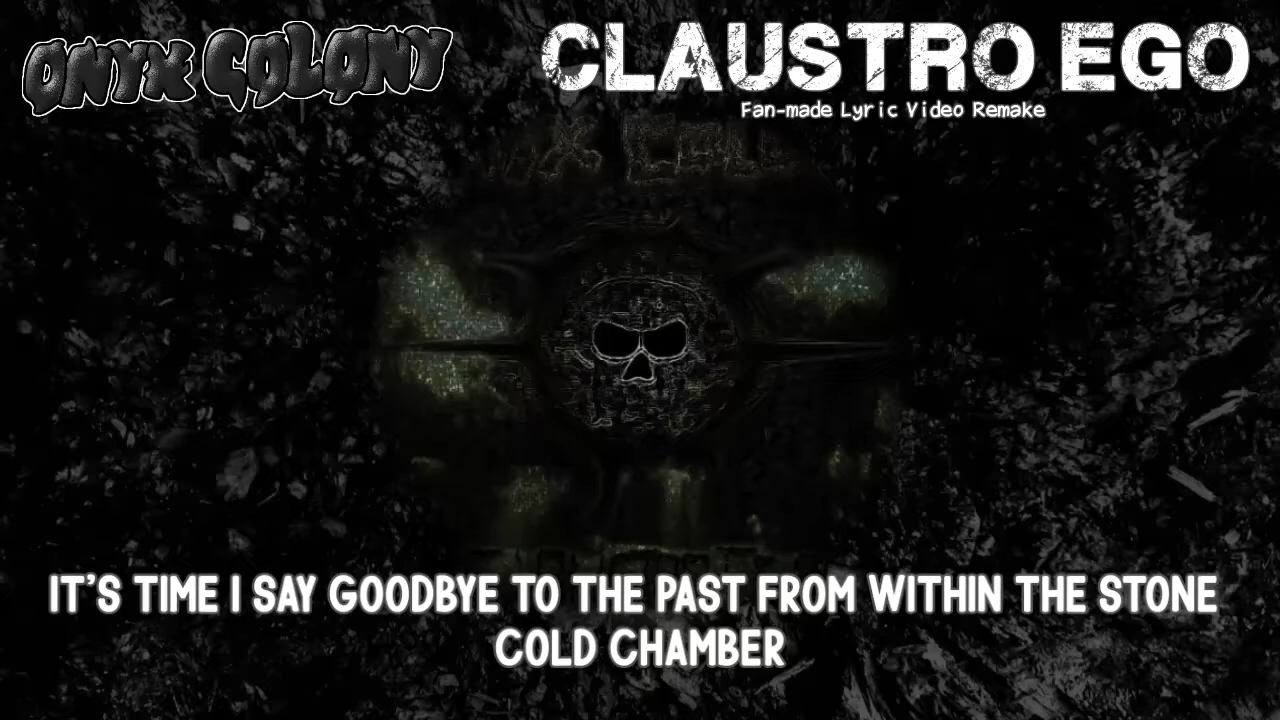 ONYX COLONY
CLAUSTRO EGO
Fan-made Lyric Video Remake
IT'S TIME I SAY GOODBYE TO THE PAST FROM WITHIN THE STONE
COLD CHAMBER